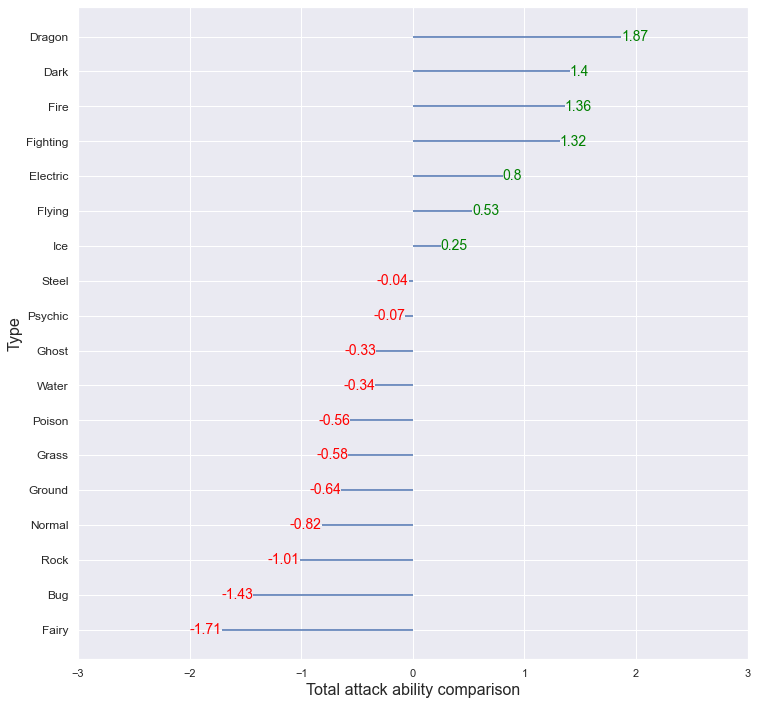 Dragon 1.87
Dark 1.4
Fire 1.36
Fighting 1.32
Electric 0.8
Flying 0.53
Ice 0.25
Steel -0.04
Psychic -0.07
Ghost -0.33
Water -0.34
Poison -0.56
Grass -0.58
Ground -0.64
Normal -0.82
Rock -1.01
Bug -1.43
Fairy -1.71
Type
−3 −2 −1 0 1 2 3
Total attack ability comparison